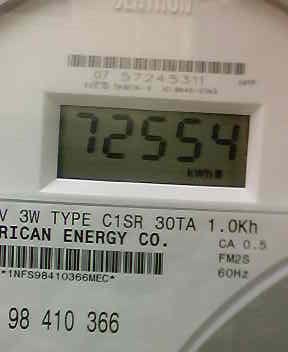 CENTRON
07 57245311
72554
kWh
V 3W TYPE C1SR 30TA 1.0Kh
RICAN ENERGY CO.
CA 0.5
FM2S
60Hz
*1NFS98410366MEC*
98 410 366